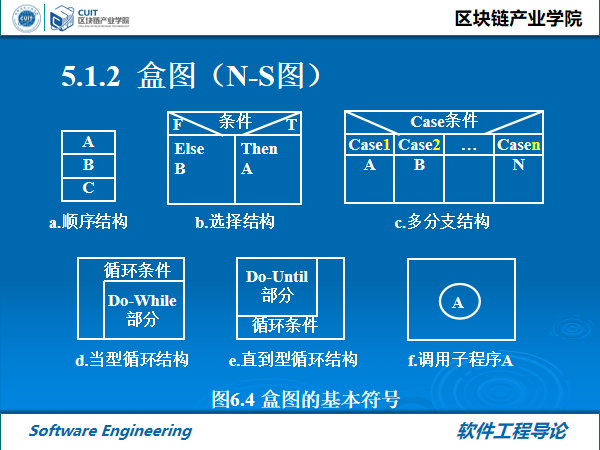 CUIT
区块链产业学院
区块链产业学院
5.1.2 盒图（N-S图）
A
B
C
a.顺序结构
F 条件 T
Else Then
B A
b.选择结构
Case条件
Case1 Case2 … Casen
A B N
c.多分支结构
循环条件
Do-While
部分
d.当型循环结构
Do-Until
部分
循环条件
e.直到型循环结构
A
f.调用子程序A
图6.4 盒图的基本符号
Software Engineering
软件工程导论